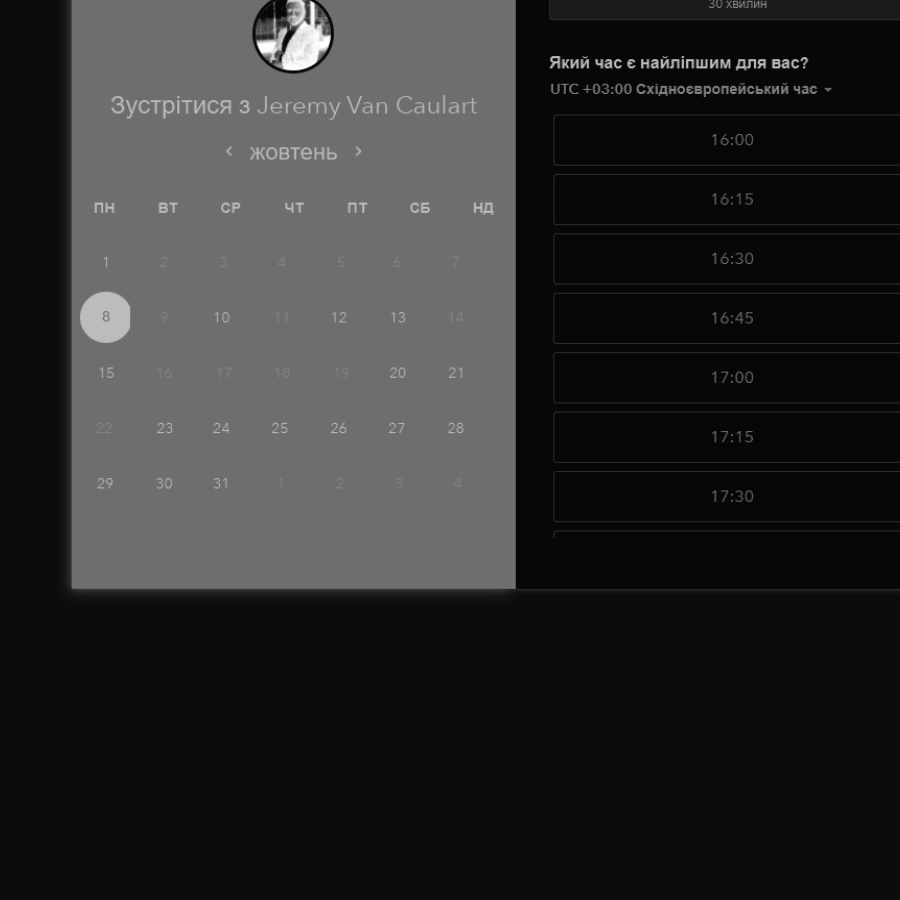 30 хвилин
Зустрітися з Jeremy Van Caulart
жовтень
ПН ВТ СР ЧТ ПТ СБ НД
1 2 3 4 5 6 7
8 9 10 11 12 13 14
15 16 17 18 19 20 21
22 23 24 25 26 27 28
29 30 31 1 2 3 4
Який час є найліпшим для вас?
UTC +03:00 Східноєвропейський час
16:00
16:15
16:30
16:45
17:00
17:15
17:30